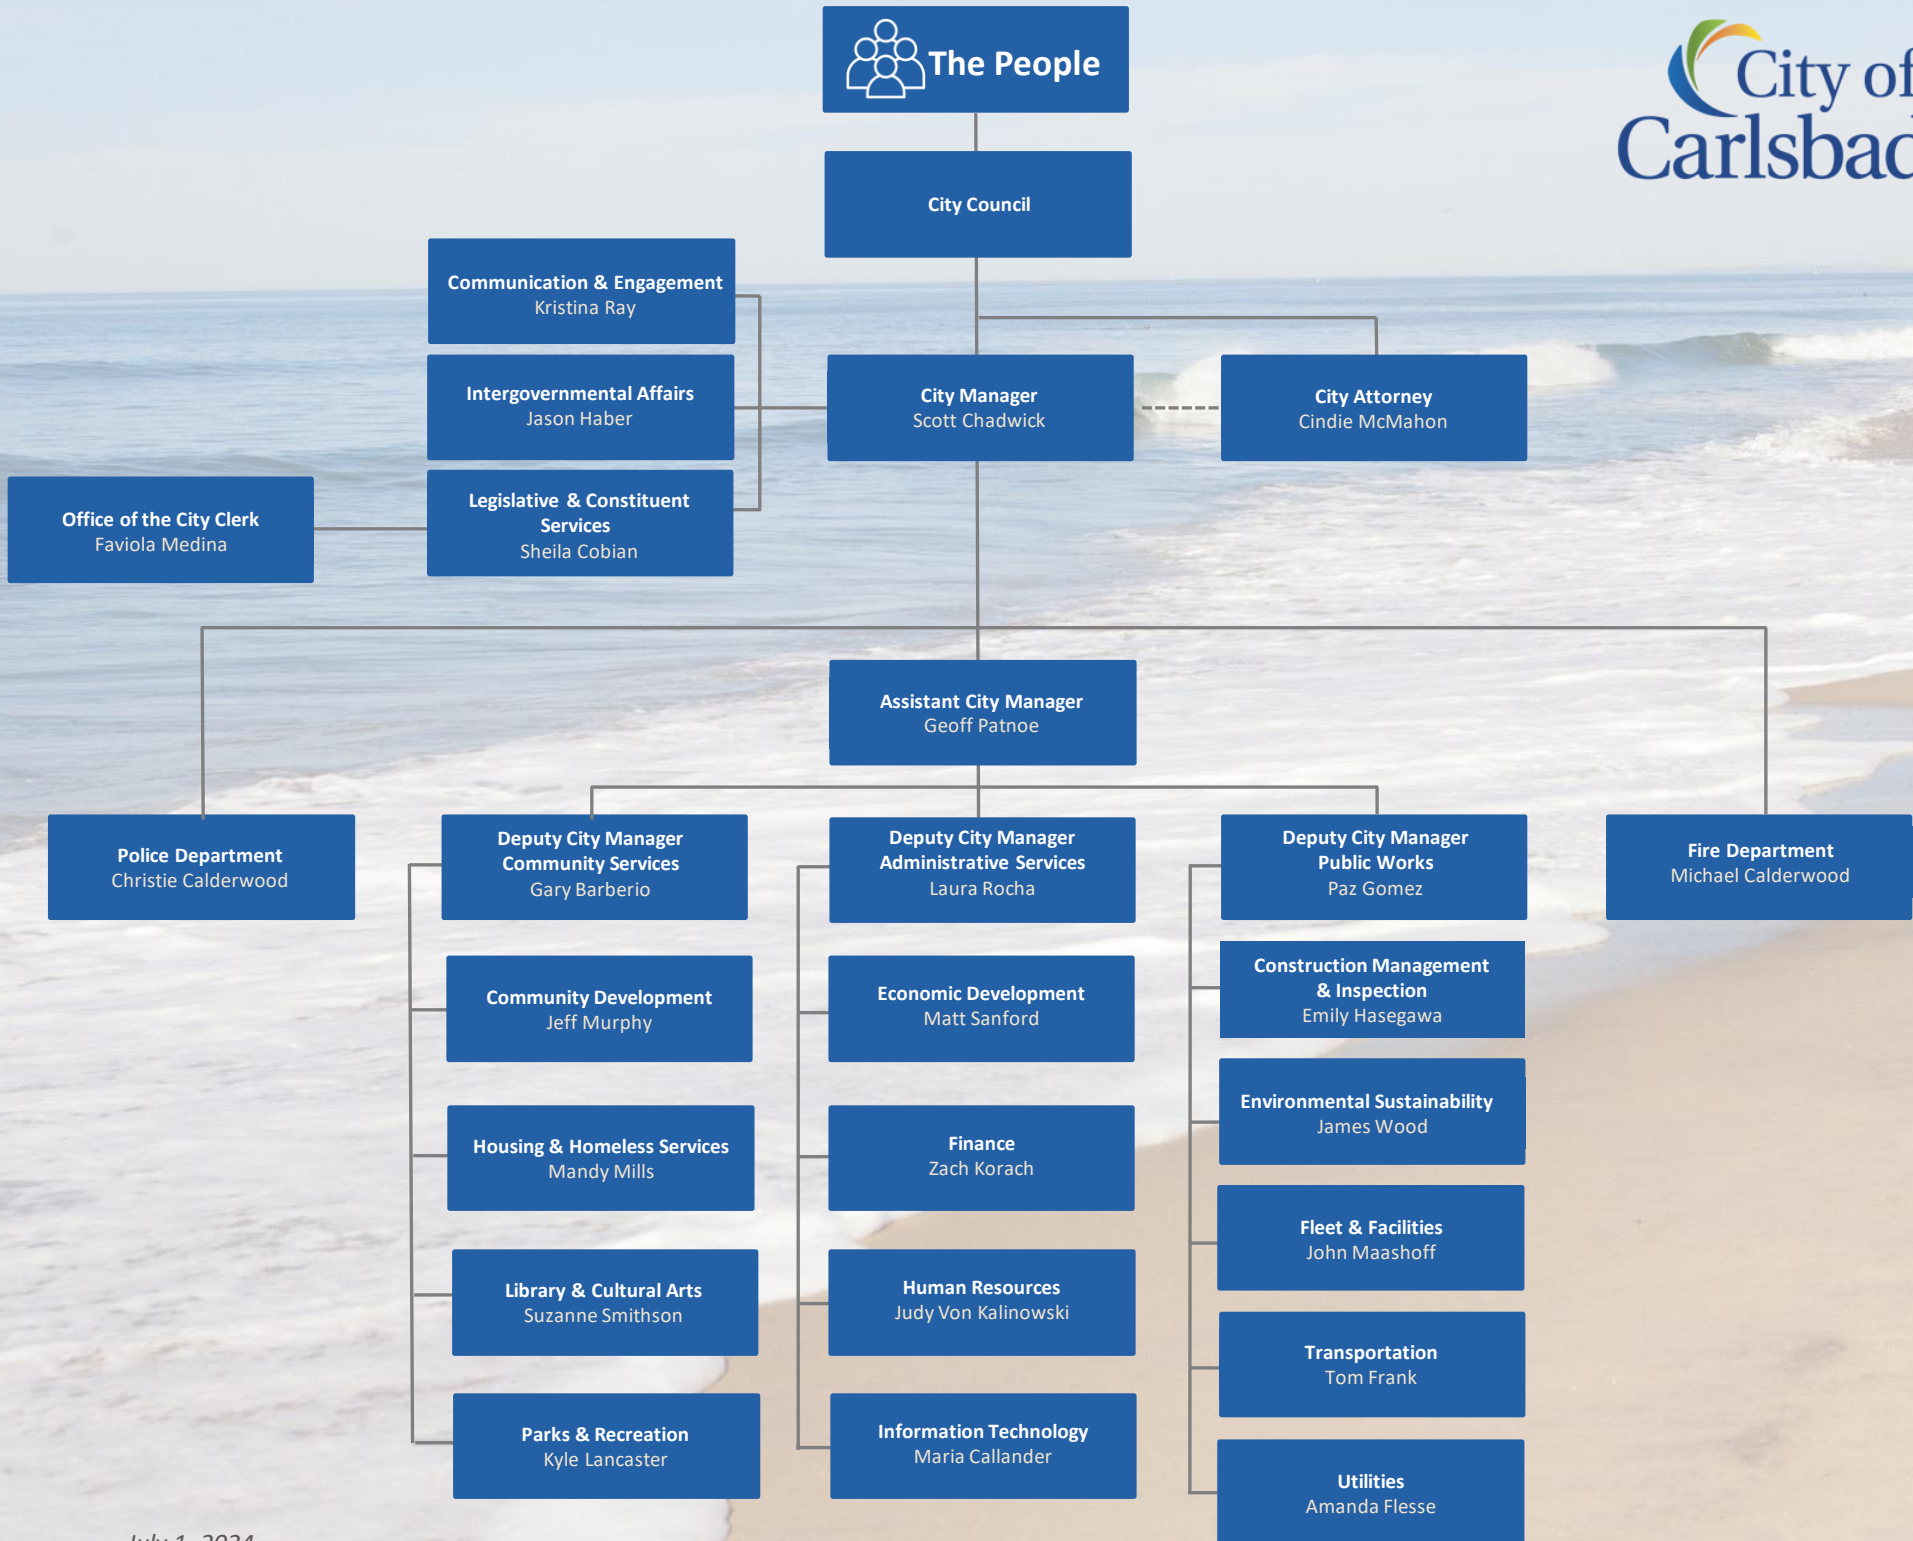 The People
City of
Carlsbad
City Council
Communication & Engagement
Kristina Ray
Intergovernmental Affairs
Jason Haber
City Manager
Scott Chadwick
City Attorney
Cindie McMahon
Legislative & Constituent
Services
Sheila Cobian
Office of the City Clerk
Faviola Medina
Assistant City Manager
Geoff Patnoe
Police Department
Christie Calderwood
Deputy City Manager
Community Services
Gary Barberio
Deputy City Manager
Administrative Services
Laura Rocha
Deputy City Manager
Public Works
Paz Gomez
Fire Department
Michael Calderwood
Community Development
Jeff Murphy
Housing & Homeless Services
Mandy Mills
Library & Cultural Arts
Suzanne Smithson
Parks & Recreation
Kyle Lancaster
Economic Development
Matt Sanford
Finance
Zach Korach
Human Resources
Judy Von Kalinowski
Information Technology
Maria Callander
Construction Management
& Inspection
Emily Hasegawa
Environmental Sustainability
James Wood
Fleet & Facilities
John Maashoff
Transportation
Tom Frank
Utilities
Amanda Flesse
July 1, 2024